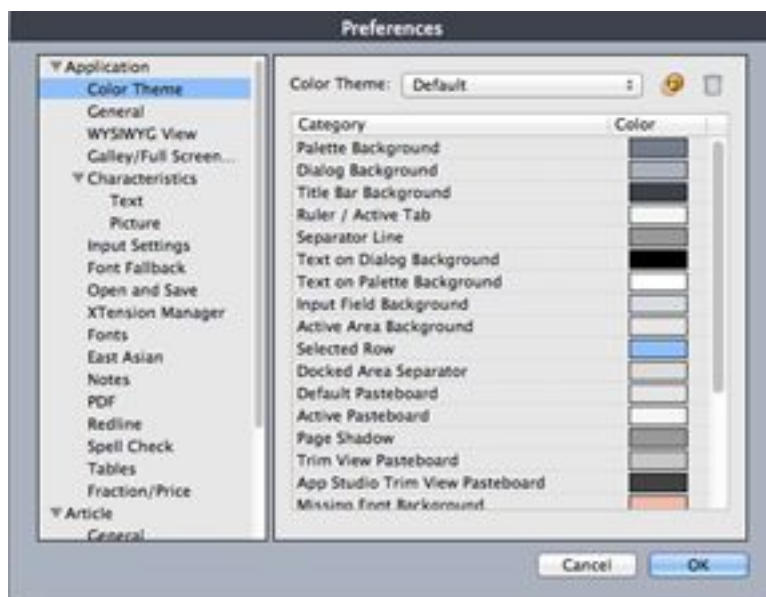 Preferences
Application
Color Theme
General
WYSIWYG View
Galley/Full Screen...
Characteristics
Text
Picture
Input Settings
Font Fallback
Open and Save
XTension Manager
Fonts
East Asian
Notes
PDF
Redline
Spell Check
Tables
Fraction/Price
Article
General
Color Theme: Default
Category Color
Palette Background
Dialog Background
Title Bar Background
Ruler / Active Tab
Separator Line
Text on Dialog Background
Text on Palette Background
Input Field Background
Active Area Background
Selected Row
Docked Area Separator
Default Pasteboard
Active Pasteboard
Page Shadow
Trim View Pasteboard
App Studio Trim View Pasteboard
Missing Font Background
Cancel OK